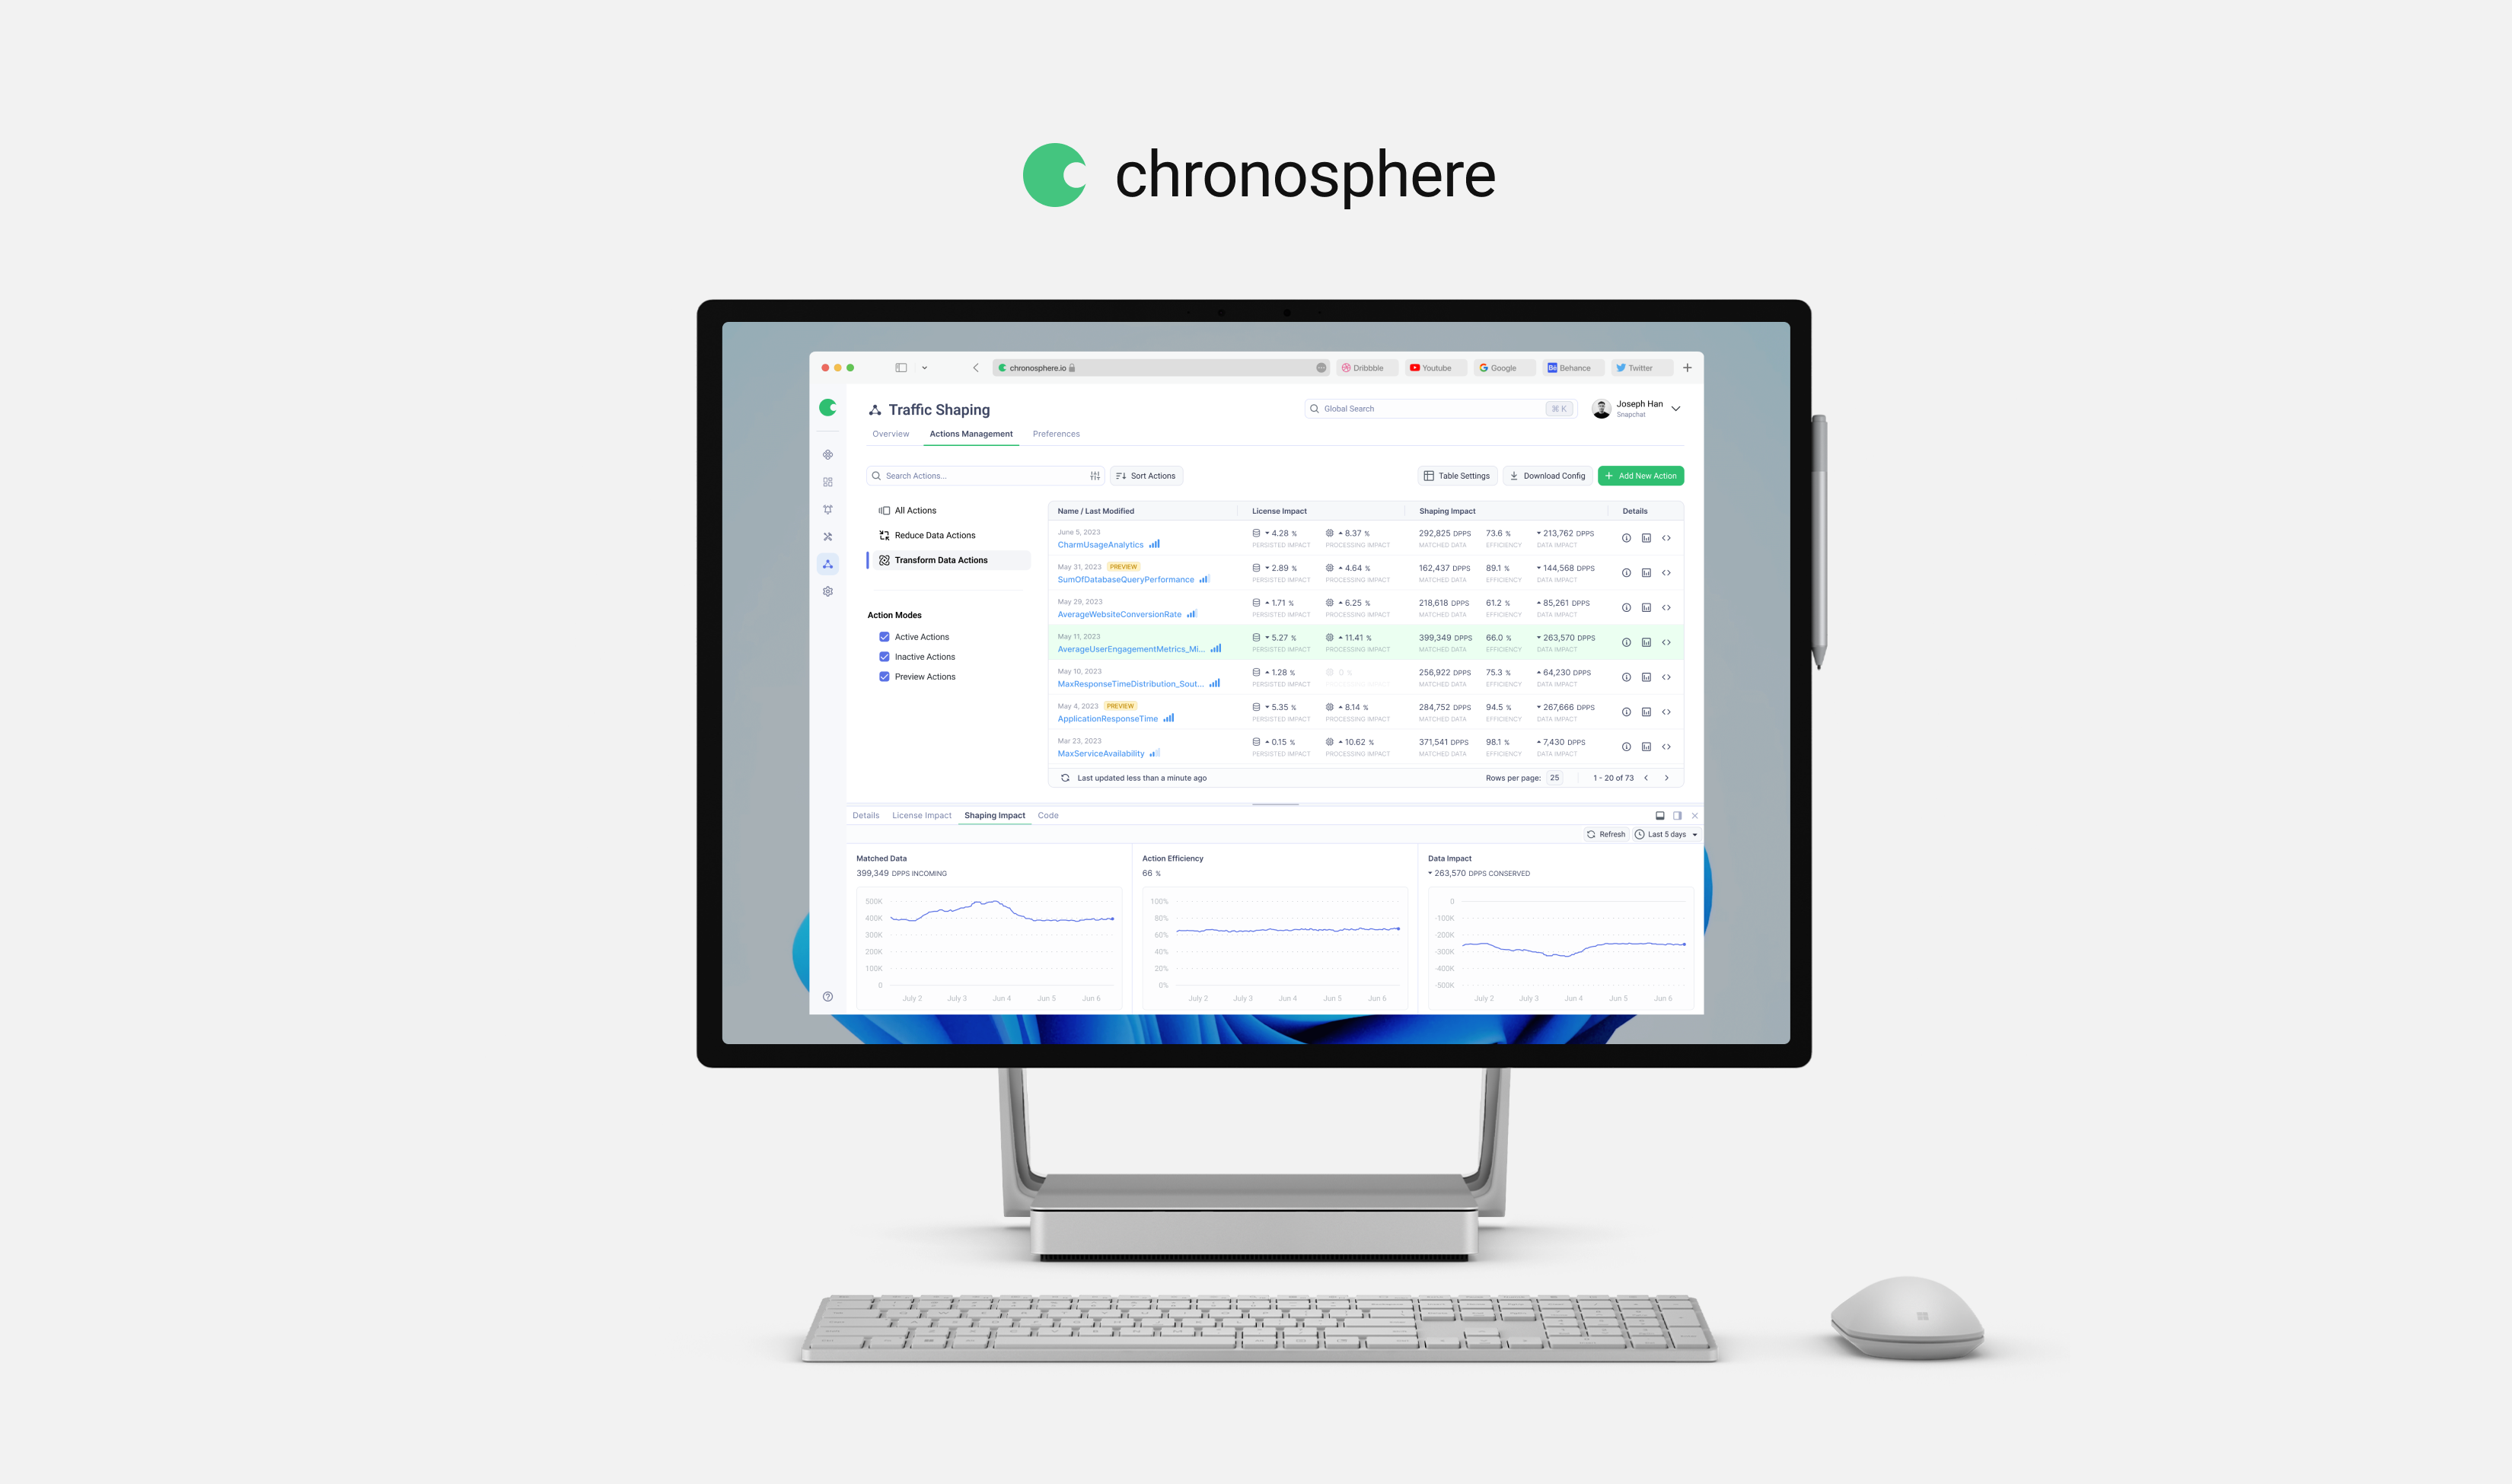 chronosphere
chronosphere.io
Dribbble
Youtube
Google
Behance
Twitter
Traffic Shaping
Global Search
⌘ K
Joseph Han
Snapchat
Overview
Actions Management
Preferences
Search Actions...
Sort Actions
Table Settings
Download Config
Add New Action
All Actions
Reduce Data Actions
Transform Data Actions
Action Modes
Active Actions
Inactive Actions
Preview Actions
Name / Last Modified License Impact Shaping Impact Details
June 5, 2023
CharmUsageAnalytics
4.28 % 8.37 % 292,825 DPPS 73.6 % 213,762 DPPS
PERSISTED IMPACT PROCESSING IMPACT MATCHED DATA EFFICIENCY DATA IMPACT
May 31, 2023 PREVIEW
SumOfDatabaseQueryPerformance
2.89 % 4.64 % 162,437 DPPS 89.1 % 144,568 DPPS
PERSISTED IMPACT PROCESSING IMPACT MATCHED DATA EFFICIENCY DATA IMPACT
May 29, 2023
AverageWebsiteConversionRate
1.71 % 6.25 % 218,618 DPPS 61.2 % 85,261 DPPS
PERSISTED IMPACT PROCESSING IMPACT MATCHED DATA EFFICIENCY DATA IMPACT
May 11, 2023
AverageUserEngagementMetrics_Mi...
5.27 % 11.41 % 399,349 DPPS 66.0 % 263,570 DPPS
PERSISTED IMPACT PROCESSING IMPACT MATCHED DATA EFFICIENCY DATA IMPACT
May 10, 2023
MaxResponseTimeDistribution_Sout...
1.28 % 0 % 256,922 DPPS 75.3 % 64,230 DPPS
PERSISTED IMPACT PROCESSING IMPACT MATCHED DATA EFFICIENCY DATA IMPACT
May 4, 2023 PREVIEW
ApplicationResponseTime
5.35 % 8.14 % 284,752 DPPS 94.5 % 267,666 DPPS
PERSISTED IMPACT PROCESSING IMPACT MATCHED DATA EFFICIENCY DATA IMPACT
Mar 23, 2023
MaxServiceAvailability
0.15 % 10.62 % 371,541 DPPS 98.1 % 7,430 DPPS
PERSISTED IMPACT PROCESSING IMPACT MATCHED DATA EFFICIENCY DATA IMPACT
Last updated less than a minute ago
Rows per page: 25
1 - 20 of 73
Details
License Impact
Shaping Impact
Code
Refresh
Last 5 days
Matched Data
399,349 DPPS INCOMING
500K
400K
300K
200K
100K
0
July 2 July 3 Jun 4 Jun 5 Jun 6
Action Efficiency
66 %
100%
80%
60%
40%
20%
0%
July 2 July 3 Jun 4 Jun 5 Jun 6
Data Impact
263,570 DPPS CONSERVED
0
-100K
-200K
-300K
-400K
-500K
July 2 July 3 Jun 4 Jun 5 Jun 6